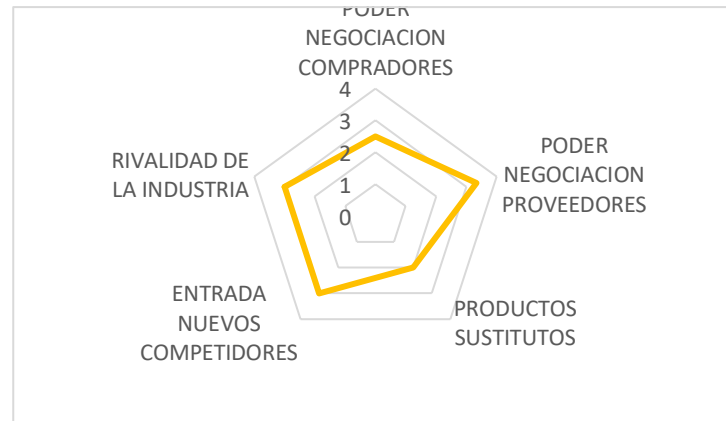 PODER
NEGOCIACION
COMPRADORES
4
3
2
1
0
PODER
NEGOCIACION
PROVEEDORES
PRODUCTOS
SUSTITUTOS
ENTRADA
NUEVOS
COMPETIDORES
RIVALIDAD DE
LA INDUSTRIA